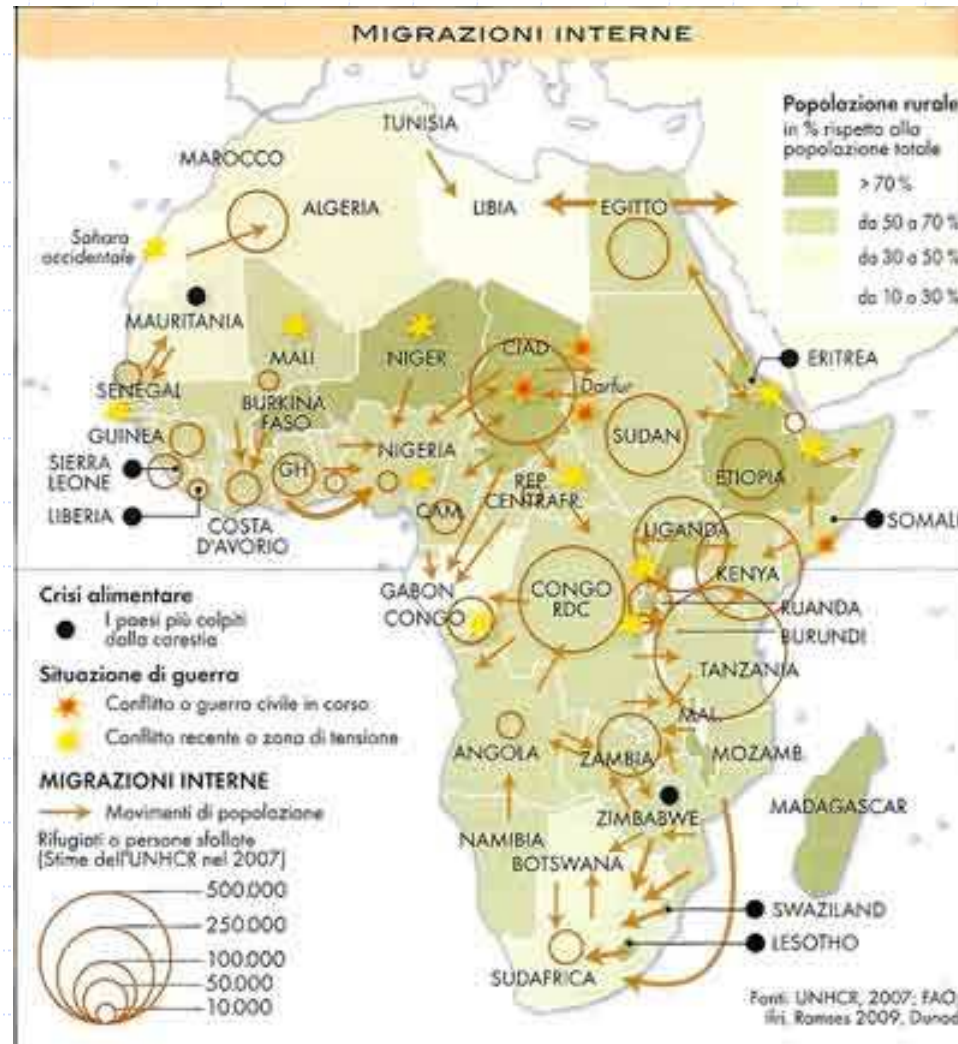 MIGRAZIONI INTERNE
Popolazione rurale
in % rispetto alla
popolazione totale
> 70 %
da 50 a 70 %
da 30 a 50 %
da 10 a 30 %
TUNISIA
MAROCCO
ALGERIA
LIBIA
EGITTO
Sahara
occidentale
MAURITANIA
MALI
NIGER
CIAD
ERITREA
Darfur
SENEGAL
BURKINA
FASO
GUINEA
NIGERIA
SUDAN
SIERRA
LEONE
GH
REP.
CENTRAFR.
ETIOPIA
LIBERIA
CAM.
SOMALI
COSTA
D'AVORIO
UGANDA
KENYA
GABON
CONGO
RDC
CONGO
RUANDA
BURUNDI
TANZANIA
MAL.
ANGOLA
ZAMBIA
MOZAMB.
ZIMBABWE
MADAGASCAR
NAMIBIA
BOTSWANA
SWAZILAND
LESOTHO
SUDAFRICA
Crisi alimentare
I paesi più colpiti
dalla carestia
Situazione di guerra
Conflitto o guerra civile in corso
Conflitto recente o zona di tensione
MIGRAZIONI INTERNE
Movimenti di popolazione
Rifugiati o persone sfollate
(Stime dell'UNHCR nel 2007)
500.000
250.000
100.000
50.000
10.000
Fonti: UNHCR, 2007; FAO
Ifri, Ramses 2009, Dunod